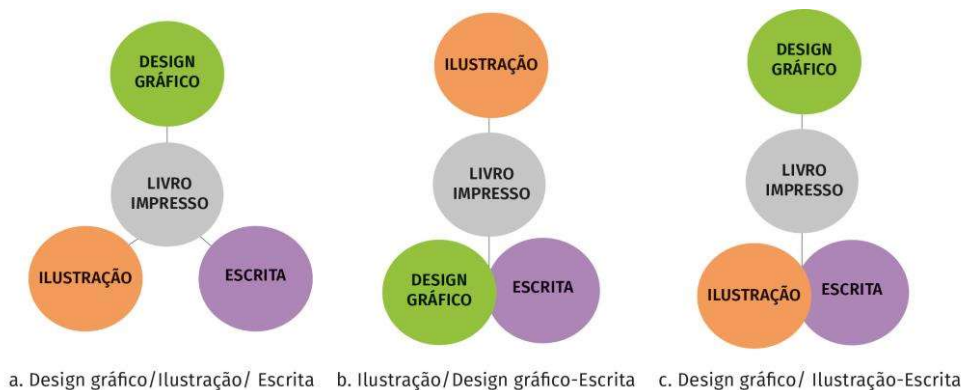 DESIGN
GRÁFICO
LIVRO
IMPRESSO
ILUSTRAÇÃO
ESCRITA
a. Design gráfico/Ilustração/ Escrita
ILUSTRAÇÃO
LIVRO
IMPRESSO
DESIGN
GRÁFICO
ESCRITA
b. Ilustração/Design gráfico-Escrita
DESIGN
GRÁFICO
LIVRO
IMPRESSO
ILUSTRAÇÃO
ESCRITA
c. Design gráfico/ Ilustração-Escrita